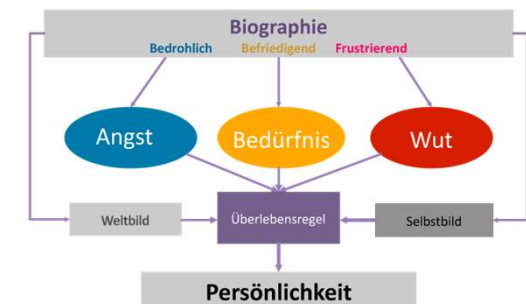 Biographie
Bedrohlich Befriedigend Frustrierend
Angst Bedürfnis Wut
Weltbild Überlebensregel Selbstbild
Persönlichkeit